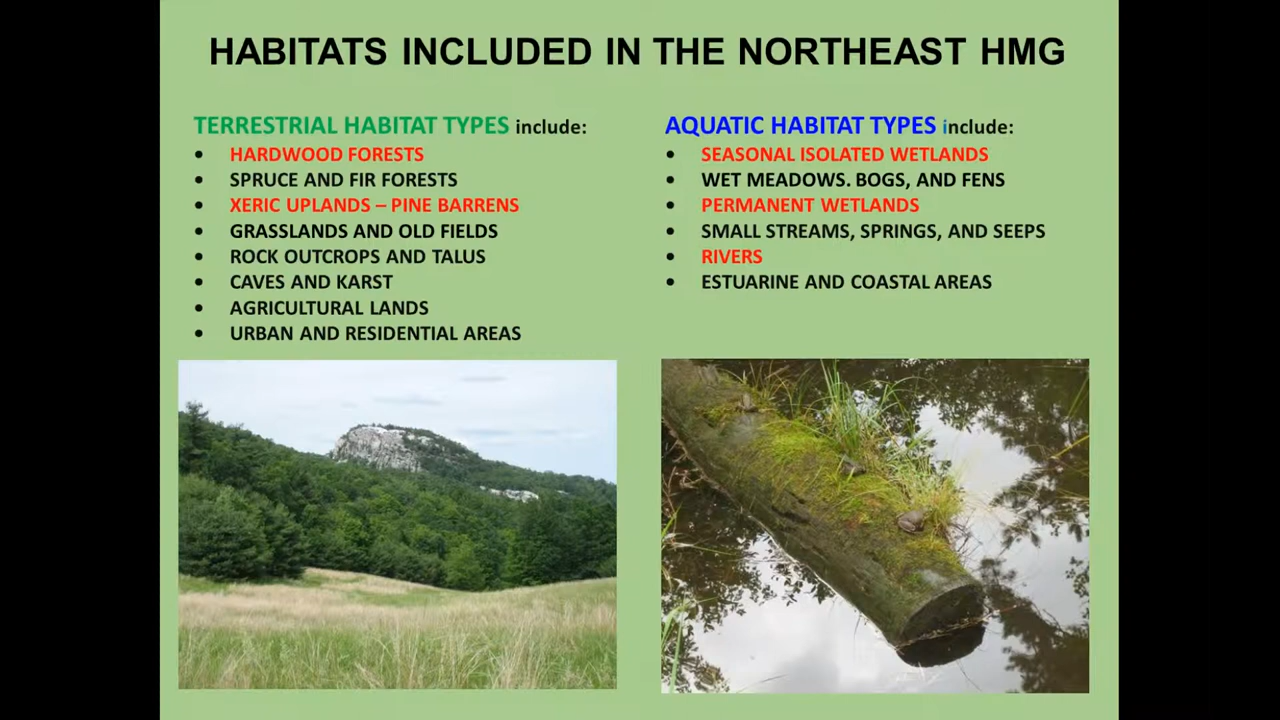 HABITATS INCLUDED IN THE NORTHEAST HMG
TERRESTRIAL HABITAT TYPES include:
• HARDWOOD FORESTS
• SPRUCE AND FIR FORESTS
• XERIC UPLANDS – PINE BARRENS
• GRASSLANDS AND OLD FIELDS
• ROCK OUTCROPS AND TALUS
• CAVES AND KARST
• AGRICULTURAL LANDS
• URBAN AND RESIDENTIAL AREAS
AQUATIC HABITAT TYPES include:
• SEASONAL ISOLATED WETLANDS
• WET MEADOWS. BOGS, AND FENS
• PERMANENT WETLANDS
• SMALL STREAMS, SPRINGS, AND SEEPS
• RIVERS
• ESTUARINE AND COASTAL AREAS